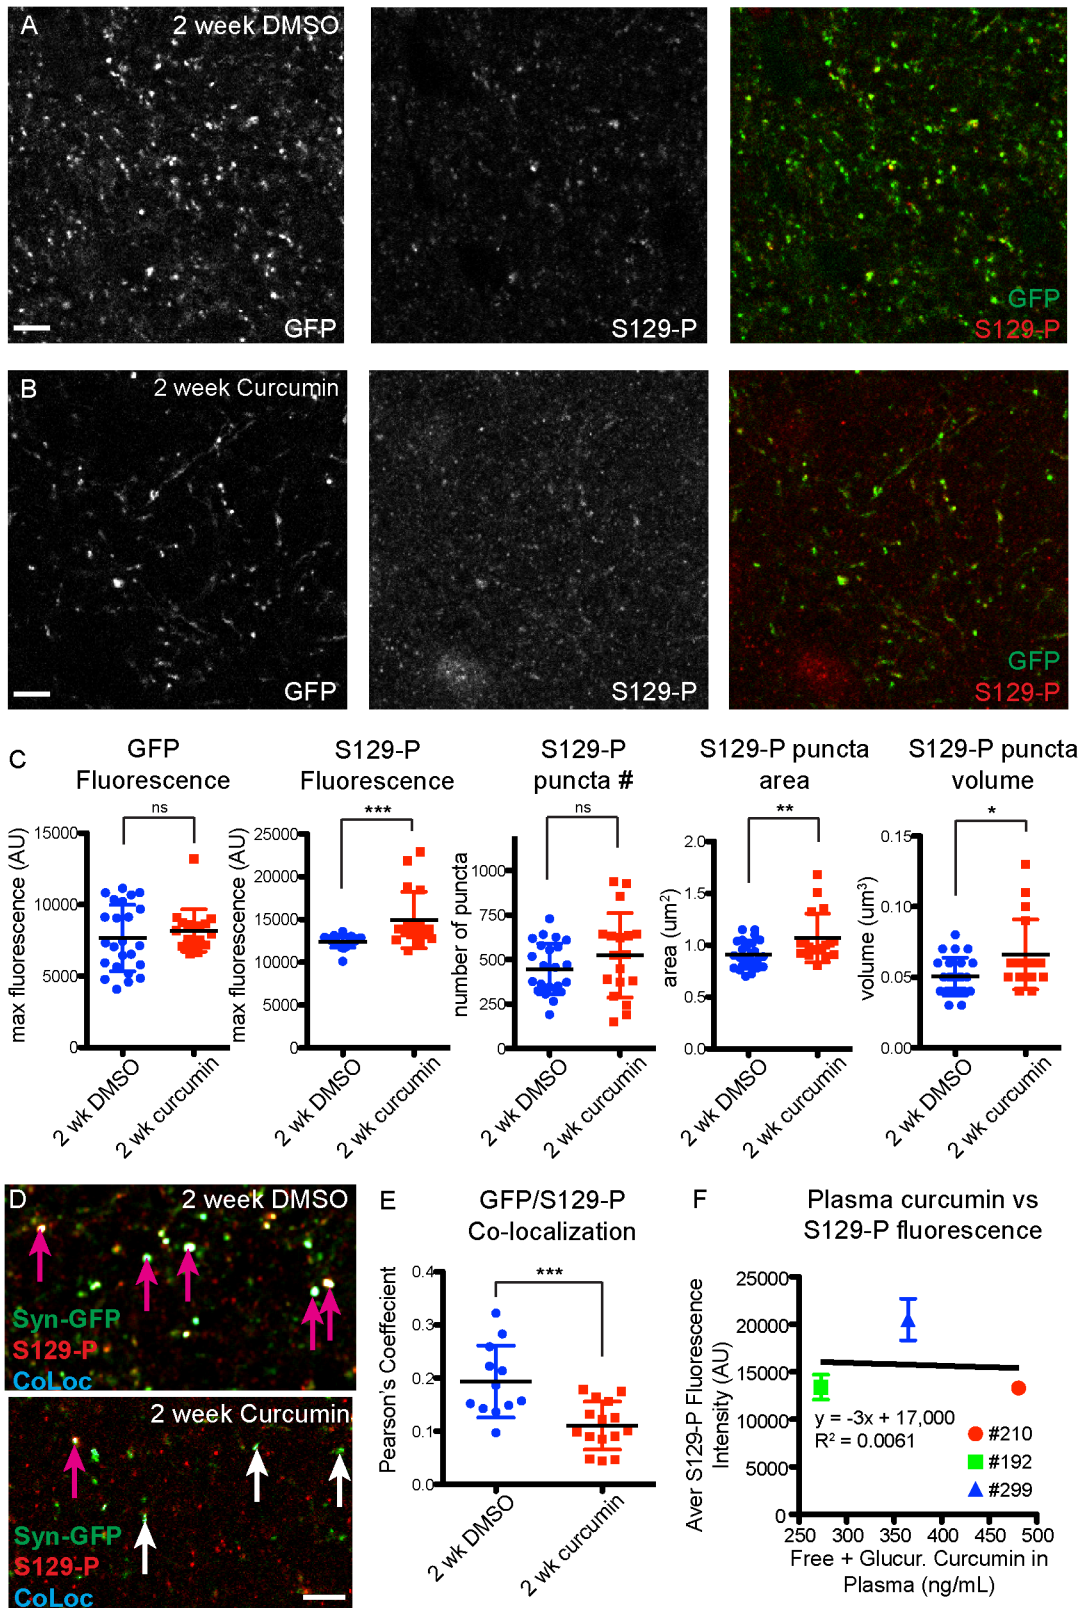 A
2 week DMSO
GFP
S129-P
GFP
S129-P
B
2 week Curcumin
GFP
S129-P
GFP
S129-P
C
GFP
Fluorescence
ns
max fluorescence (AU)
15000
10000
5000
0
2 wk DMSO
2 wk curcumin
S129-P
Fluorescence
***
max fluorescence (AU)
25000
20000
15000
10000
5000
0
2 wk DMSO
2 wk curcumin
S129-P
puncta #
ns
number of puncta
1000
750
500
250
0
2 wk DMSO
2 wk curcumin
S129-P puncta
area
**
area (um²)
2.0
1.5
1.0
0.5
0.0
2 wk DMSO
2 wk curcumin
S129-P puncta
volume
*
volume (um³)
0.15
0.10
0.05
0.00
2 wk DMSO
2 wk curcumin
D
2 week DMSO
Syn-GFP
S129-P
CoLoc
2 week Curcumin
Syn-GFP
S129-P
CoLoc
E
GFP/S129-P
Co-localization
***
Pearson's Coeffecient
0.4
0.3
0.2
0.1
0.0
2 wk DMSO
2 wk curcumin
F
Plasma curcumin vs
S129-P fluorescence
Aver S129-P Fluorescence
Intensity (AU)
25000
20000
15000
10000
5000
0
y = -3x + 17,000
R² = 0.0061
#210
#192
#299
250 300 350 400 450 500
Free + Glucur. Curcumin in
Plasma (ng/mL)